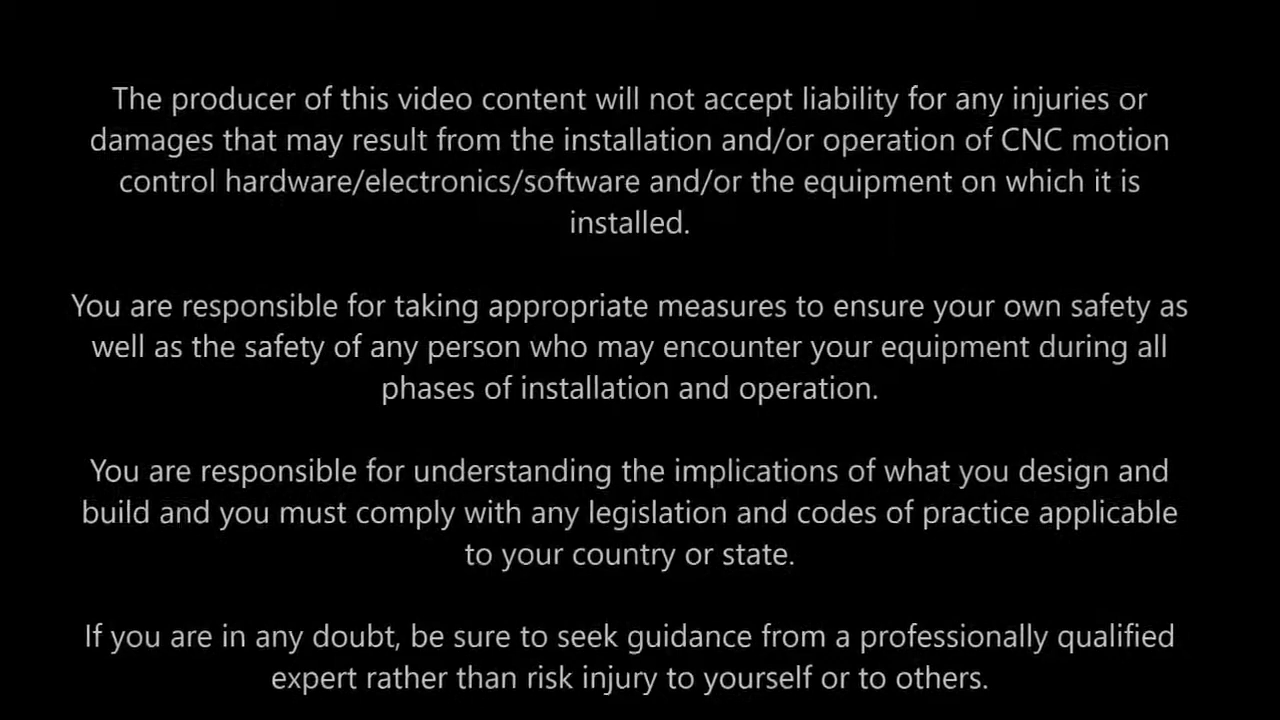 The producer of this video content will not accept liability for any injuries or
damages that may result from the installation and/or operation of CNC motion
control hardware/electronics/software and/or the equipment on which it is
installed.
You are responsible for taking appropriate measures to ensure your own safety as
well as the safety of any person who may encounter your equipment during all
phases of installation and operation.
You are responsible for understanding the implications of what you design and
build and you must comply with any legislation and codes of practice applicable
to your country or state.
If you are in any doubt, be sure to seek guidance from a professionally qualified
expert rather than risk injury to yourself or to others.